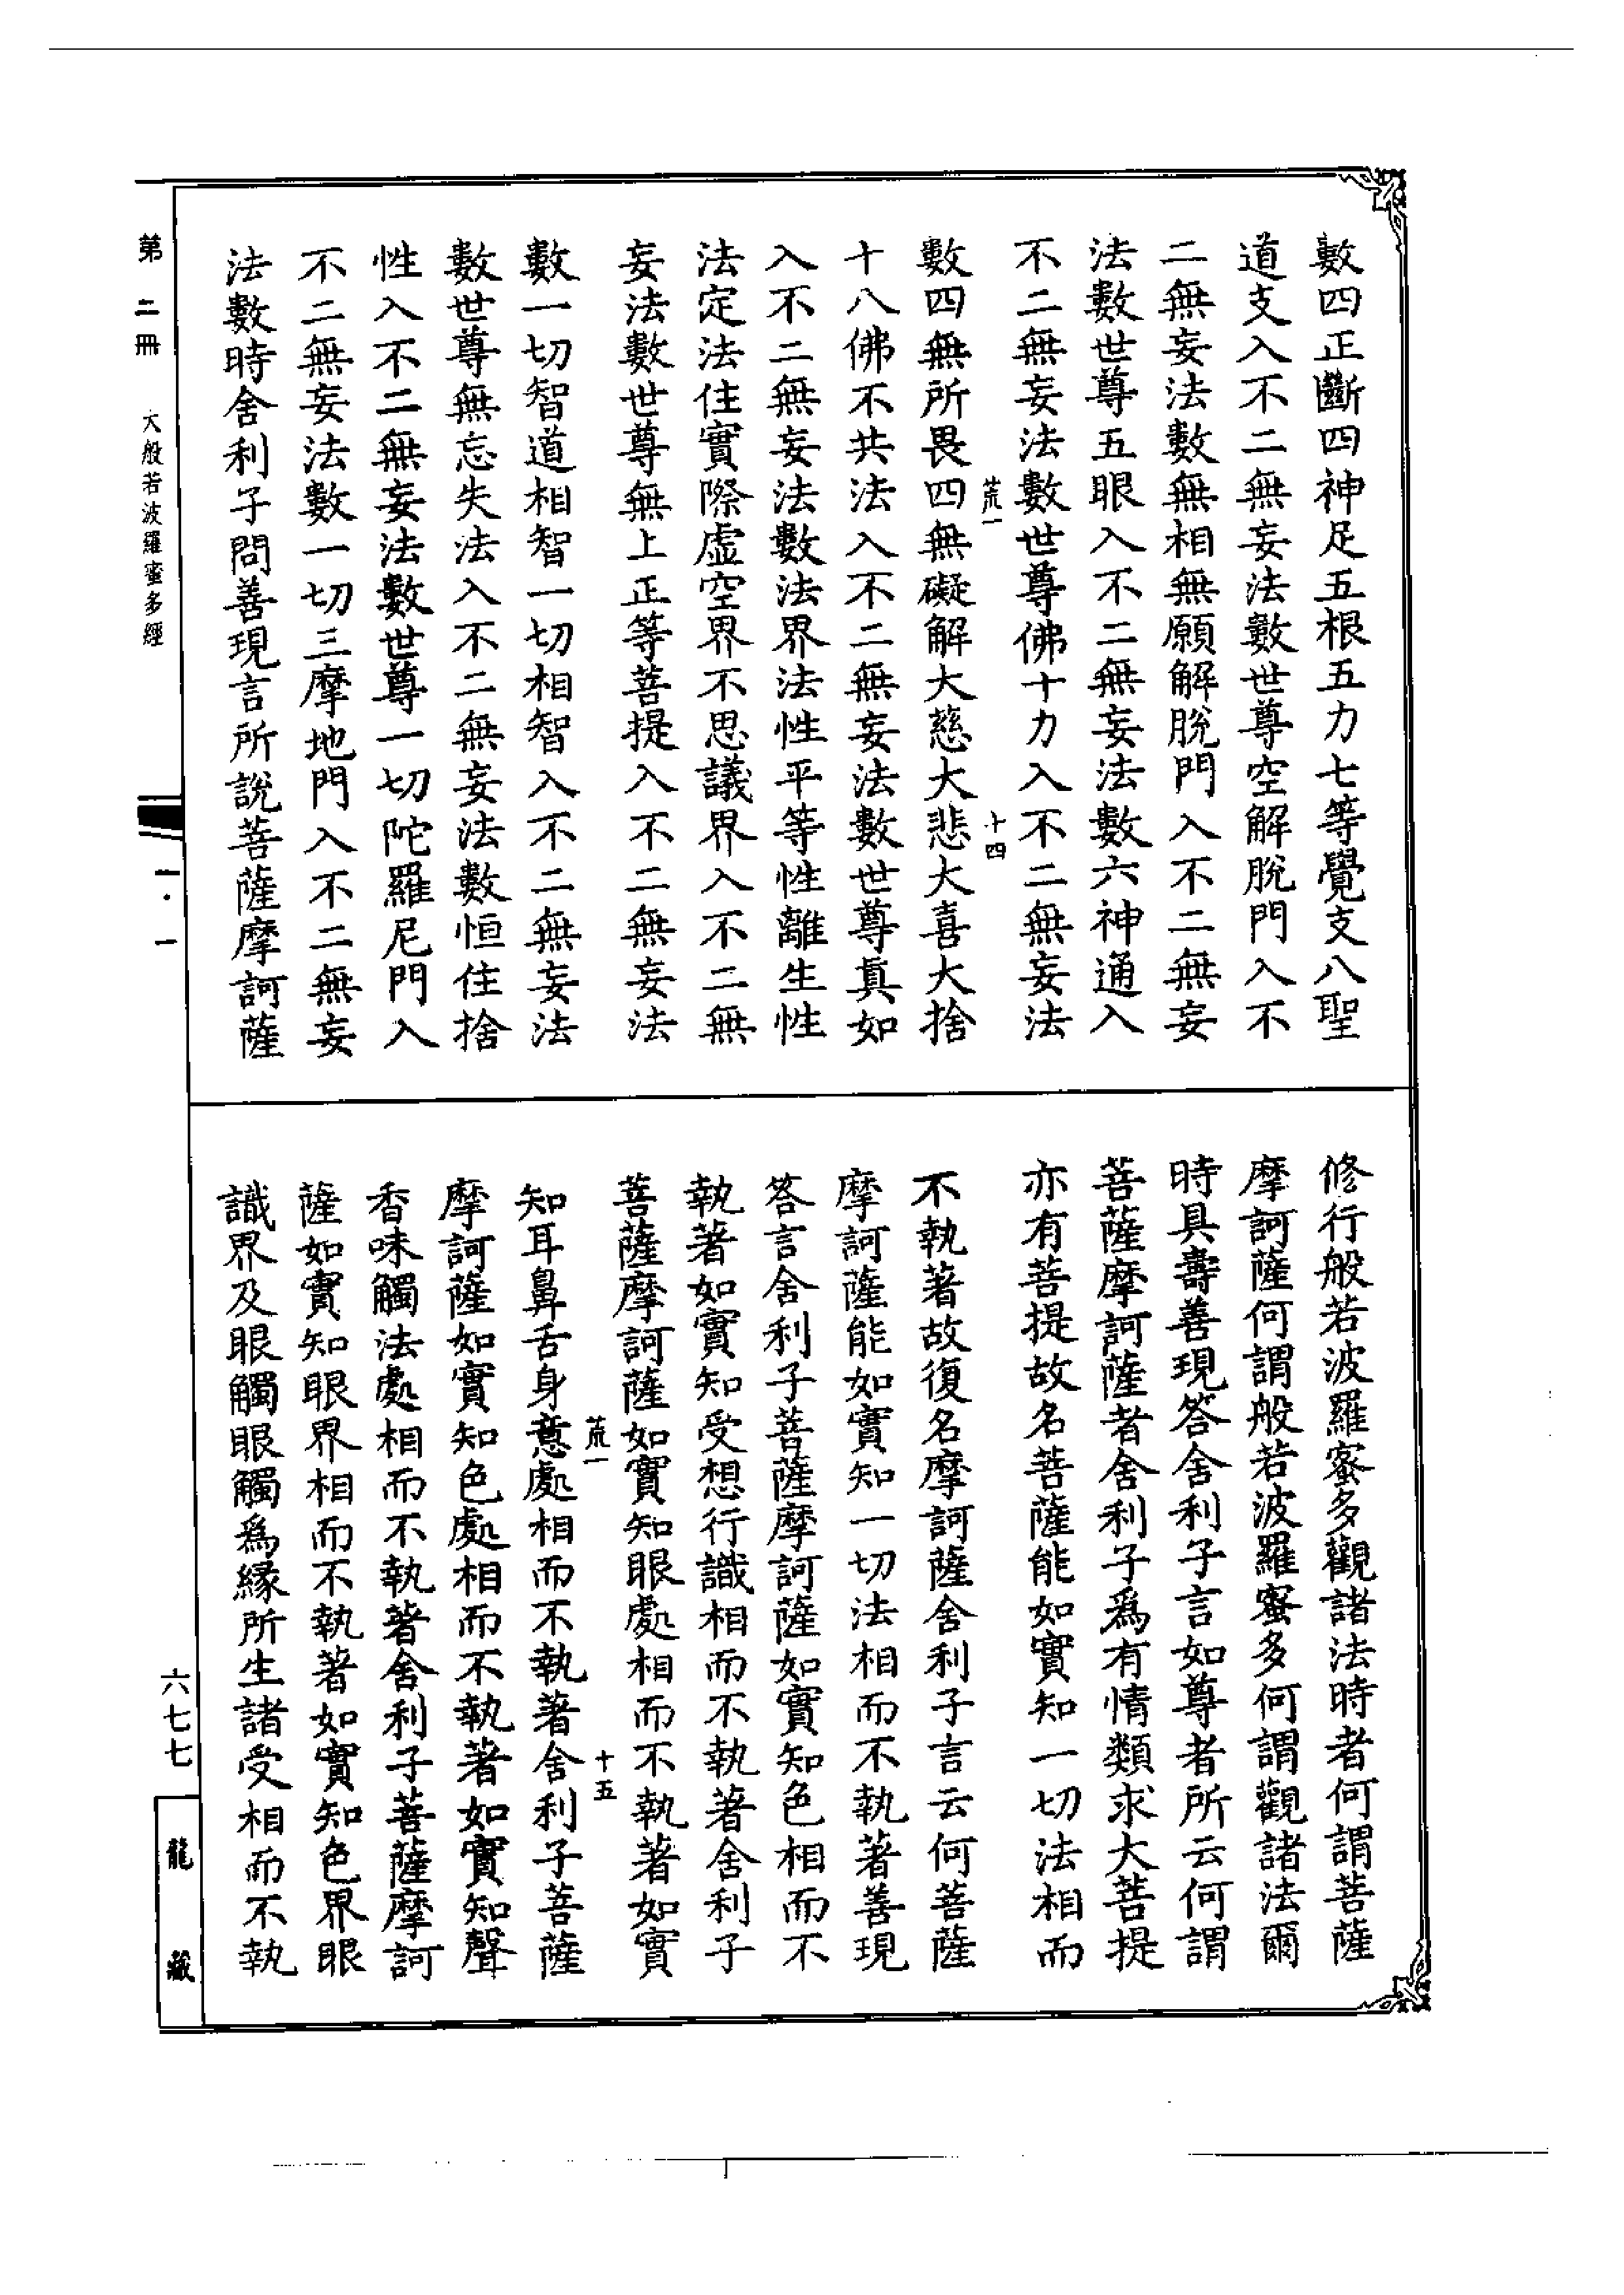 數四正斷四神足五根五力七等覺支八聖
道支入不二無妄法數世尊空解脫門入不
二無妄法數無相無願解脫門入不二無妄
法數世尊五眼入不二無妄法數六神通入
不二無妄法數世尊佛十力入不二無妄法
荒一
十四
數四無所畏四無礙解大慈大悲大喜大捨
十八佛不共法入不二無妄法數世尊真如
入不二無妄法數法界法性平等性離生性
法定法住實際虛空界不思議界入不二無
妄法數世尊無上正等菩提入不二無妄法
數一切智道相智一切相智入不二無妄法
數世尊無忘失法入不二無妄法數恒住捨
性入不二無妄法數世尊一切陀羅尼門入
不二無妄法數一切三摩地門入不二無妄
法數時舍利子問善現言所說菩薩摩訶薩
修行般若波羅蜜多觀諸法時者何謂菩薩
摩訶薩何謂般若波羅蜜多何謂觀諸法爾
時具壽善現答舍利子言如尊者所云何謂
菩薩摩訶薩者舍利子為有情類求大菩提
亦有菩提故名菩薩能如實知一切法相而
不執著故復名摩訶薩舍利子言云何菩薩
摩訶薩能如實知一切法相而不執著善現
答言舍利子菩薩摩訶薩如實知色相而不
執著如實知受想行識相而不執著舍利子
菩薩摩訶薩如實知眼處相而不執著如實
荒一
十五
知耳鼻舌身意處相而不執著舍利子菩薩
摩訶薩如實知色處相而不執著如實知聲
香味觸法處相而不執著舍利子菩薩摩訶
薩如實知眼界相而不執著如實知色界眼
識界及眼觸眼觸為緣所生諸受相而不執
第二冊
大般若波羅蜜多經
一·一
六七七
龍藏